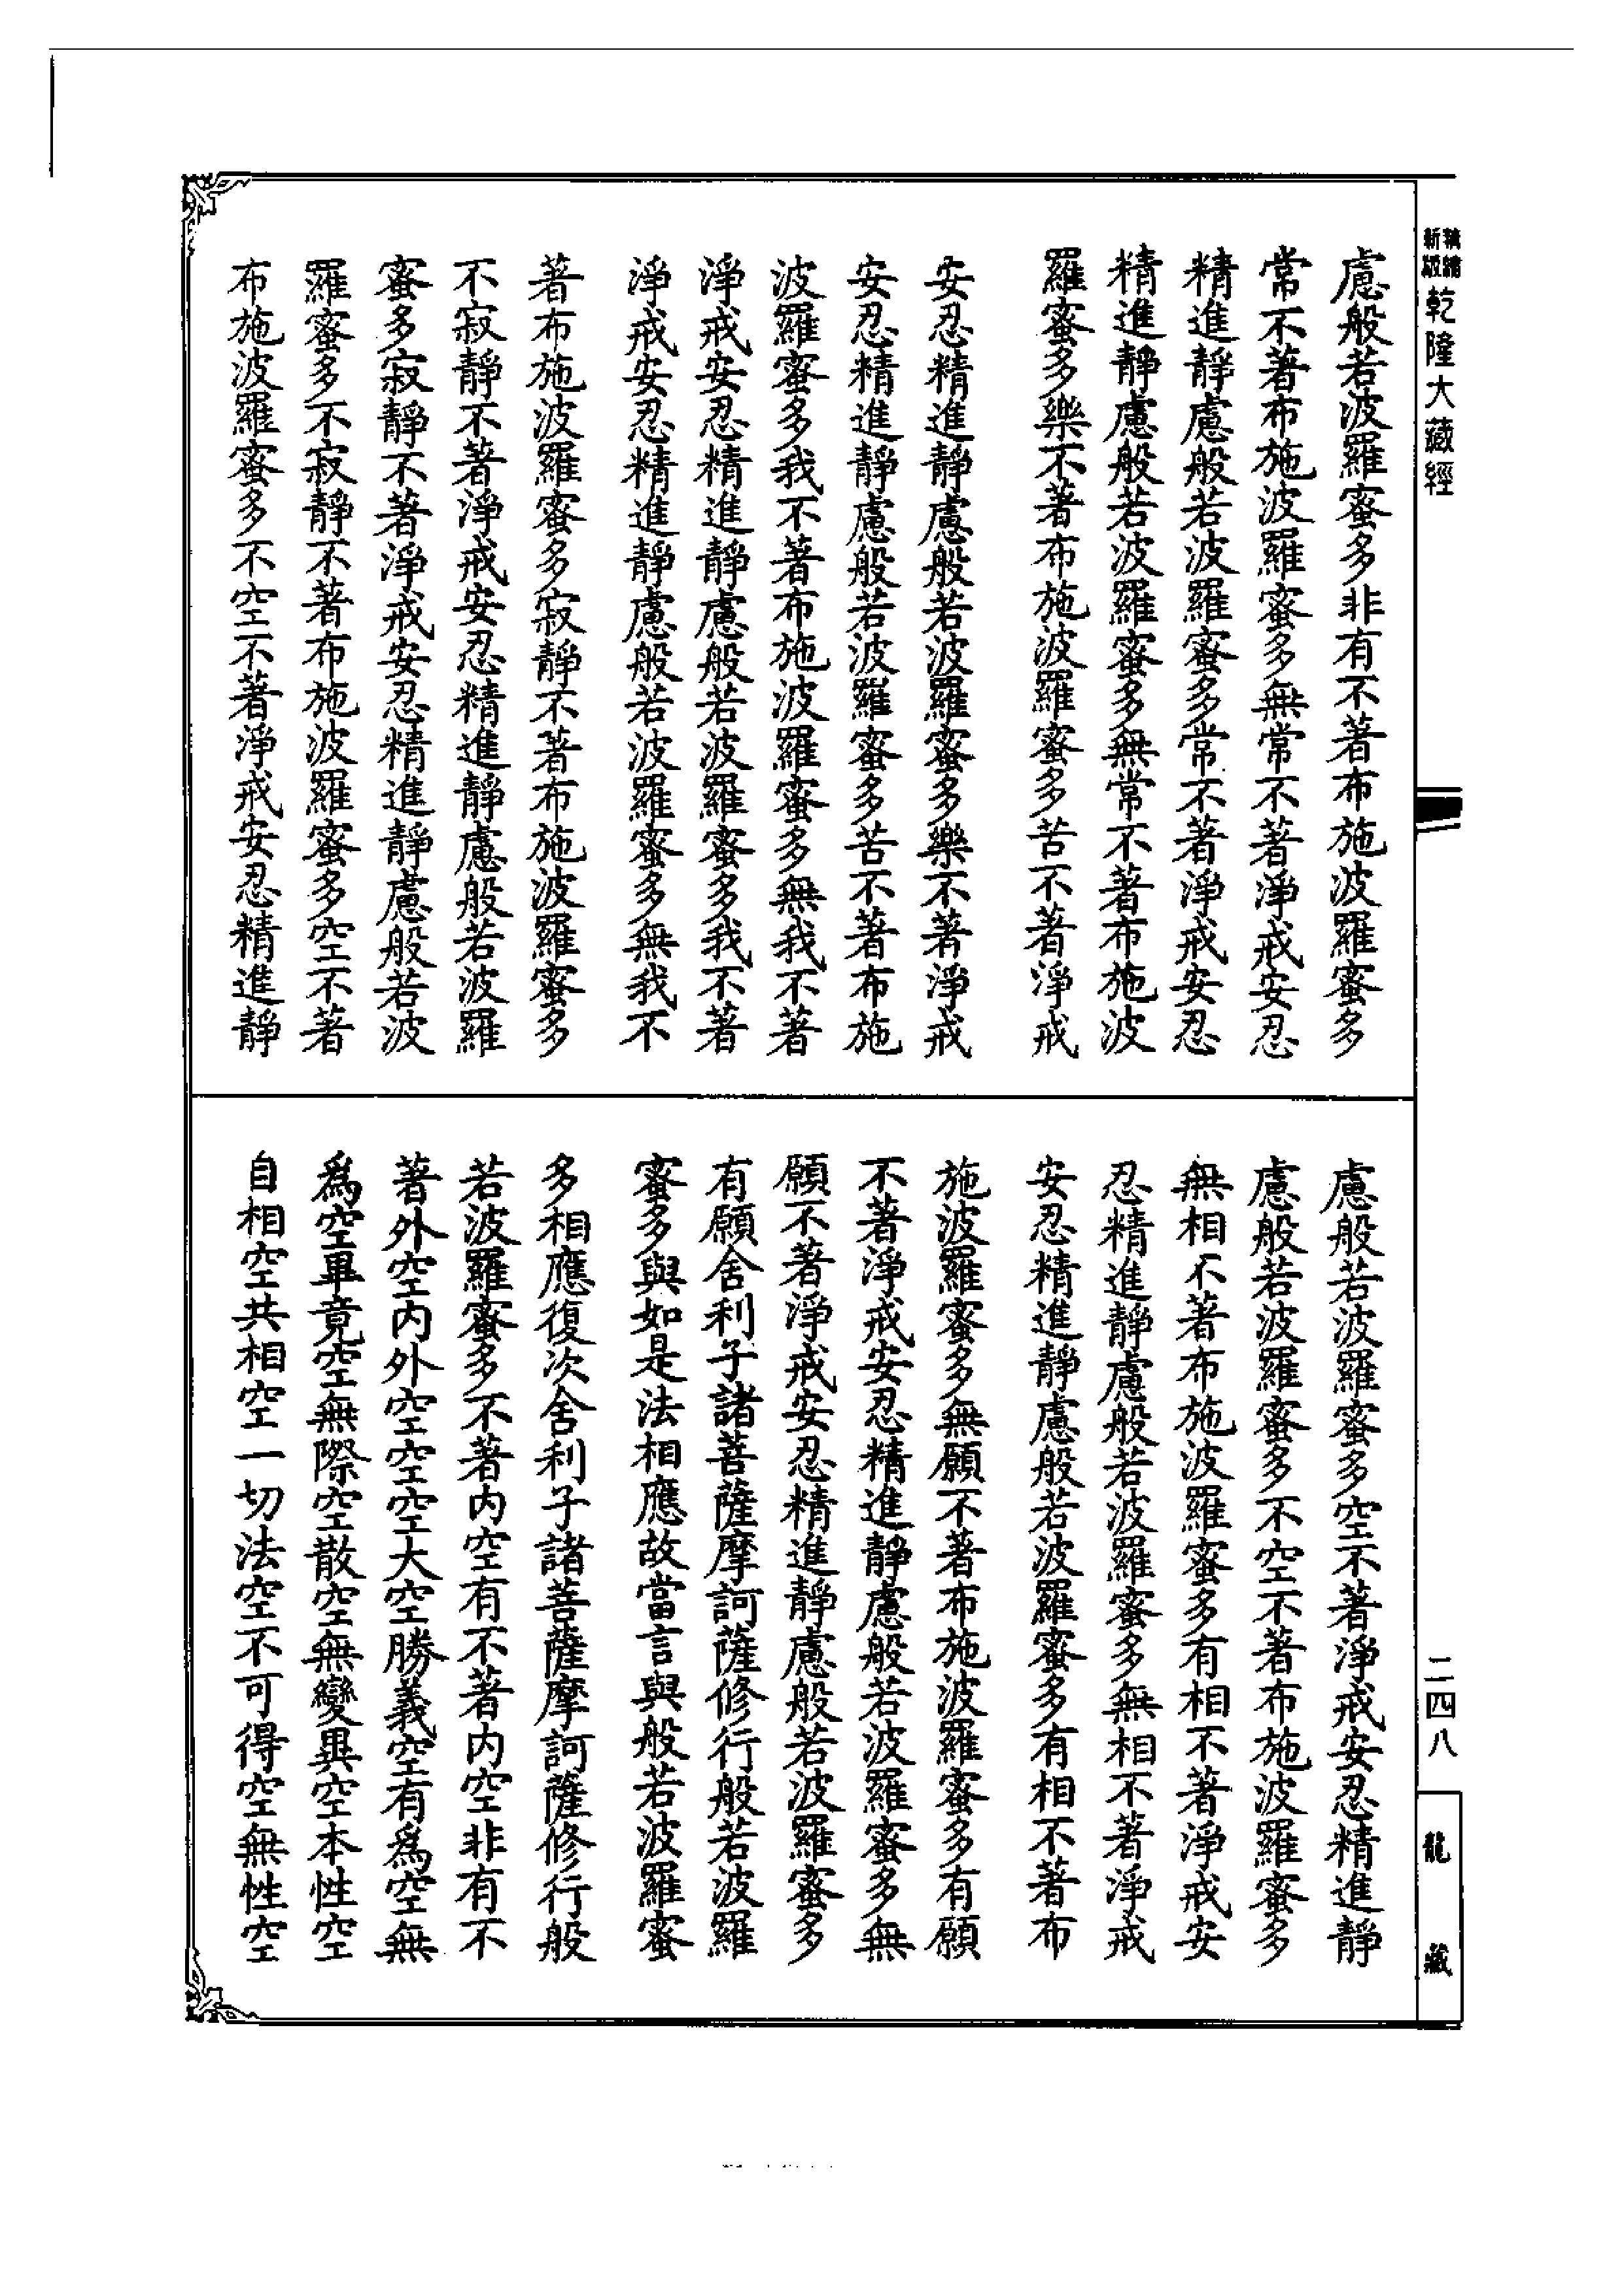 新編縮版乾隆大藏經
慮般若波羅蜜多非有不著布施波羅蜜多
常不著布施波羅蜜多無常不著淨戒安忍
精進靜慮般若波羅蜜多常不著淨戒安忍
精進靜慮般若波羅蜜多無常不著布施波
羅蜜多樂不著布施波羅蜜多苦不著淨戒
安忍精進靜慮般若波羅蜜多樂不著淨戒
安忍精進靜慮般若波羅蜜多苦不著布施
波羅蜜多我不著布施波羅蜜多無我不著
淨戒安忍精進靜慮般若波羅蜜多我不著
淨戒安忍精進靜慮般若波羅蜜多無我不
著布施波羅蜜多寂靜不著布施波羅蜜多
不寂靜不著淨戒安忍精進靜慮般若波羅
蜜多寂靜不著淨戒安忍精進靜慮般若波
羅蜜多不寂靜不著布施波羅蜜多空不著
布施波羅蜜多不空不著淨戒安忍精進靜
慮般若波羅蜜多空不著淨戒安忍精進靜
慮般若波羅蜜多不空不著布施波羅蜜多
無相不著布施波羅蜜多有相不著淨戒安
忍精進靜慮般若波羅蜜多無相不著淨戒
安忍精進靜慮般若波羅蜜多有相不著布
施波羅蜜多無願不著布施波羅蜜多有願
不著淨戒安忍精進靜慮般若波羅蜜多無
願不著淨戒安忍精進靜慮般若波羅蜜多
有願舍利子諸菩薩摩訶薩修行般若波羅
蜜多與如是法相應故當言與般若波羅蜜
多相應復次舍利子諸菩薩摩訶薩修行般
若波羅蜜多不著內空有不著內空非有不
著外空內外空空空大空勝義空有為空無
為空畢竟空無際空散空無變異空本性空
自相空共相空一切法空不可得空無性空
二四八
龍藏